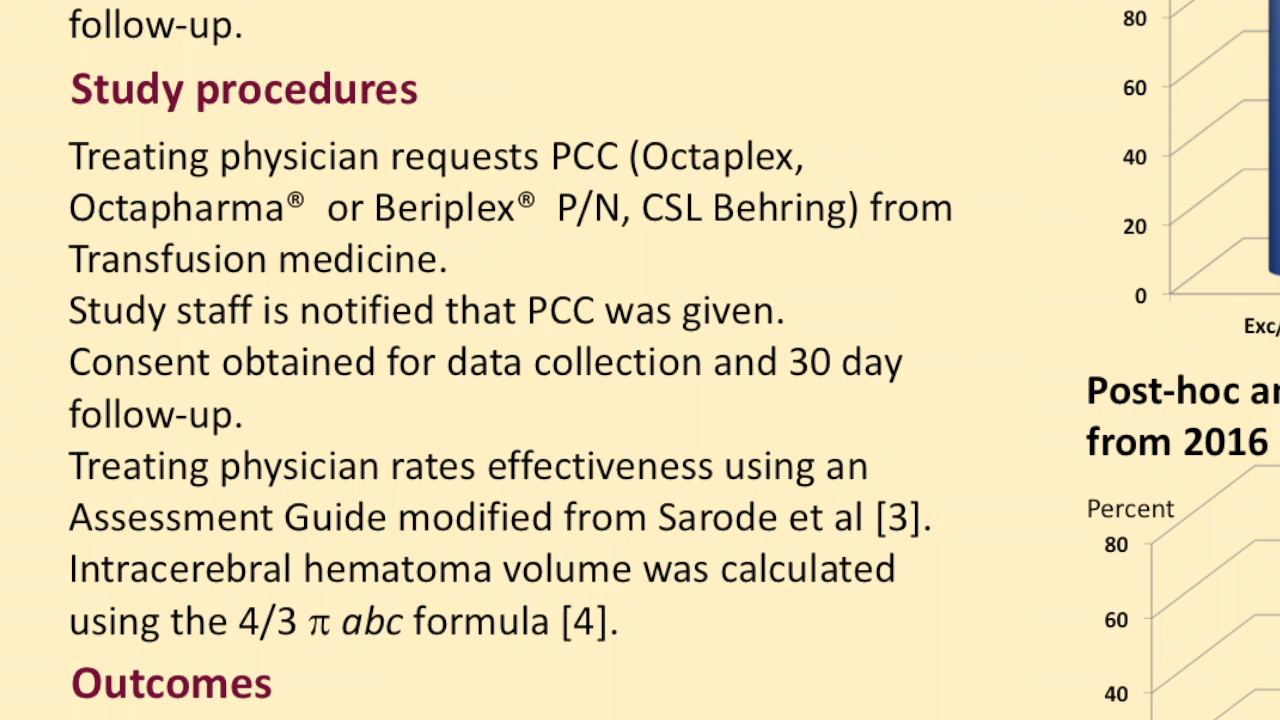 follow-up.
Study procedures
Treating physician requests PCC (Octaplex,
Octapharma® or Beriplex® P/N, CSL Behring) from
Transfusion medicine.
Study staff is notified that PCC was given.
Consent obtained for data collection and 30 day
follow-up.
Treating physician rates effectiveness using an
Assessment Guide modified from Sarode et al [3].
Intracerebral hematoma volume was calculated
using the 4/3 π abc formula [4].
Outcomes
80
60
40
20
0
Exc/
Post-hoc
from 2016
Percent
80
60
40